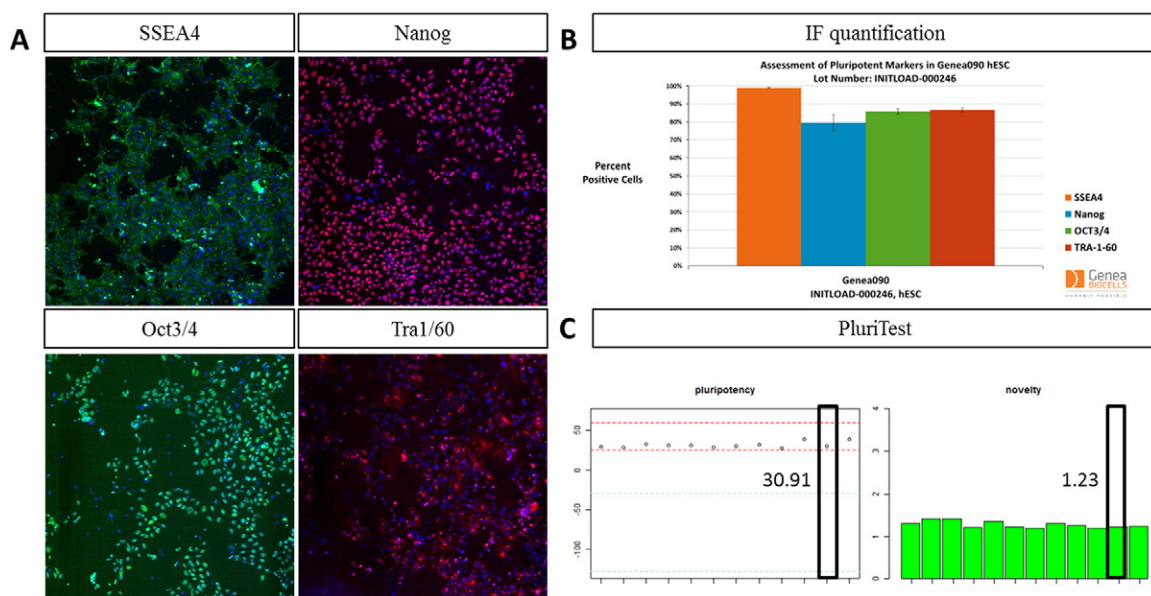 A
SSEA4
Nanog
Oct3/4
Tra1/60
B
IF quantification
Assessment of Pluripotent Markers in Genea090 hESC
Lot Number: INITLOAD-000246
100%
90%
80%
70%
60%
50%
40%
30%
20%
10%
0%
Percent
Positive Cells
SSEA4
Nanog
OCT3/4
TRA-1-60
Genea090
INITLOAD-000246, hESC
Genea
BIOCELLS
HUMANLY POSSIBLE
C
PluriTest
pluripotency
50
0
-50
-100
30.91
novelty
4
3
2
1
0
1.23